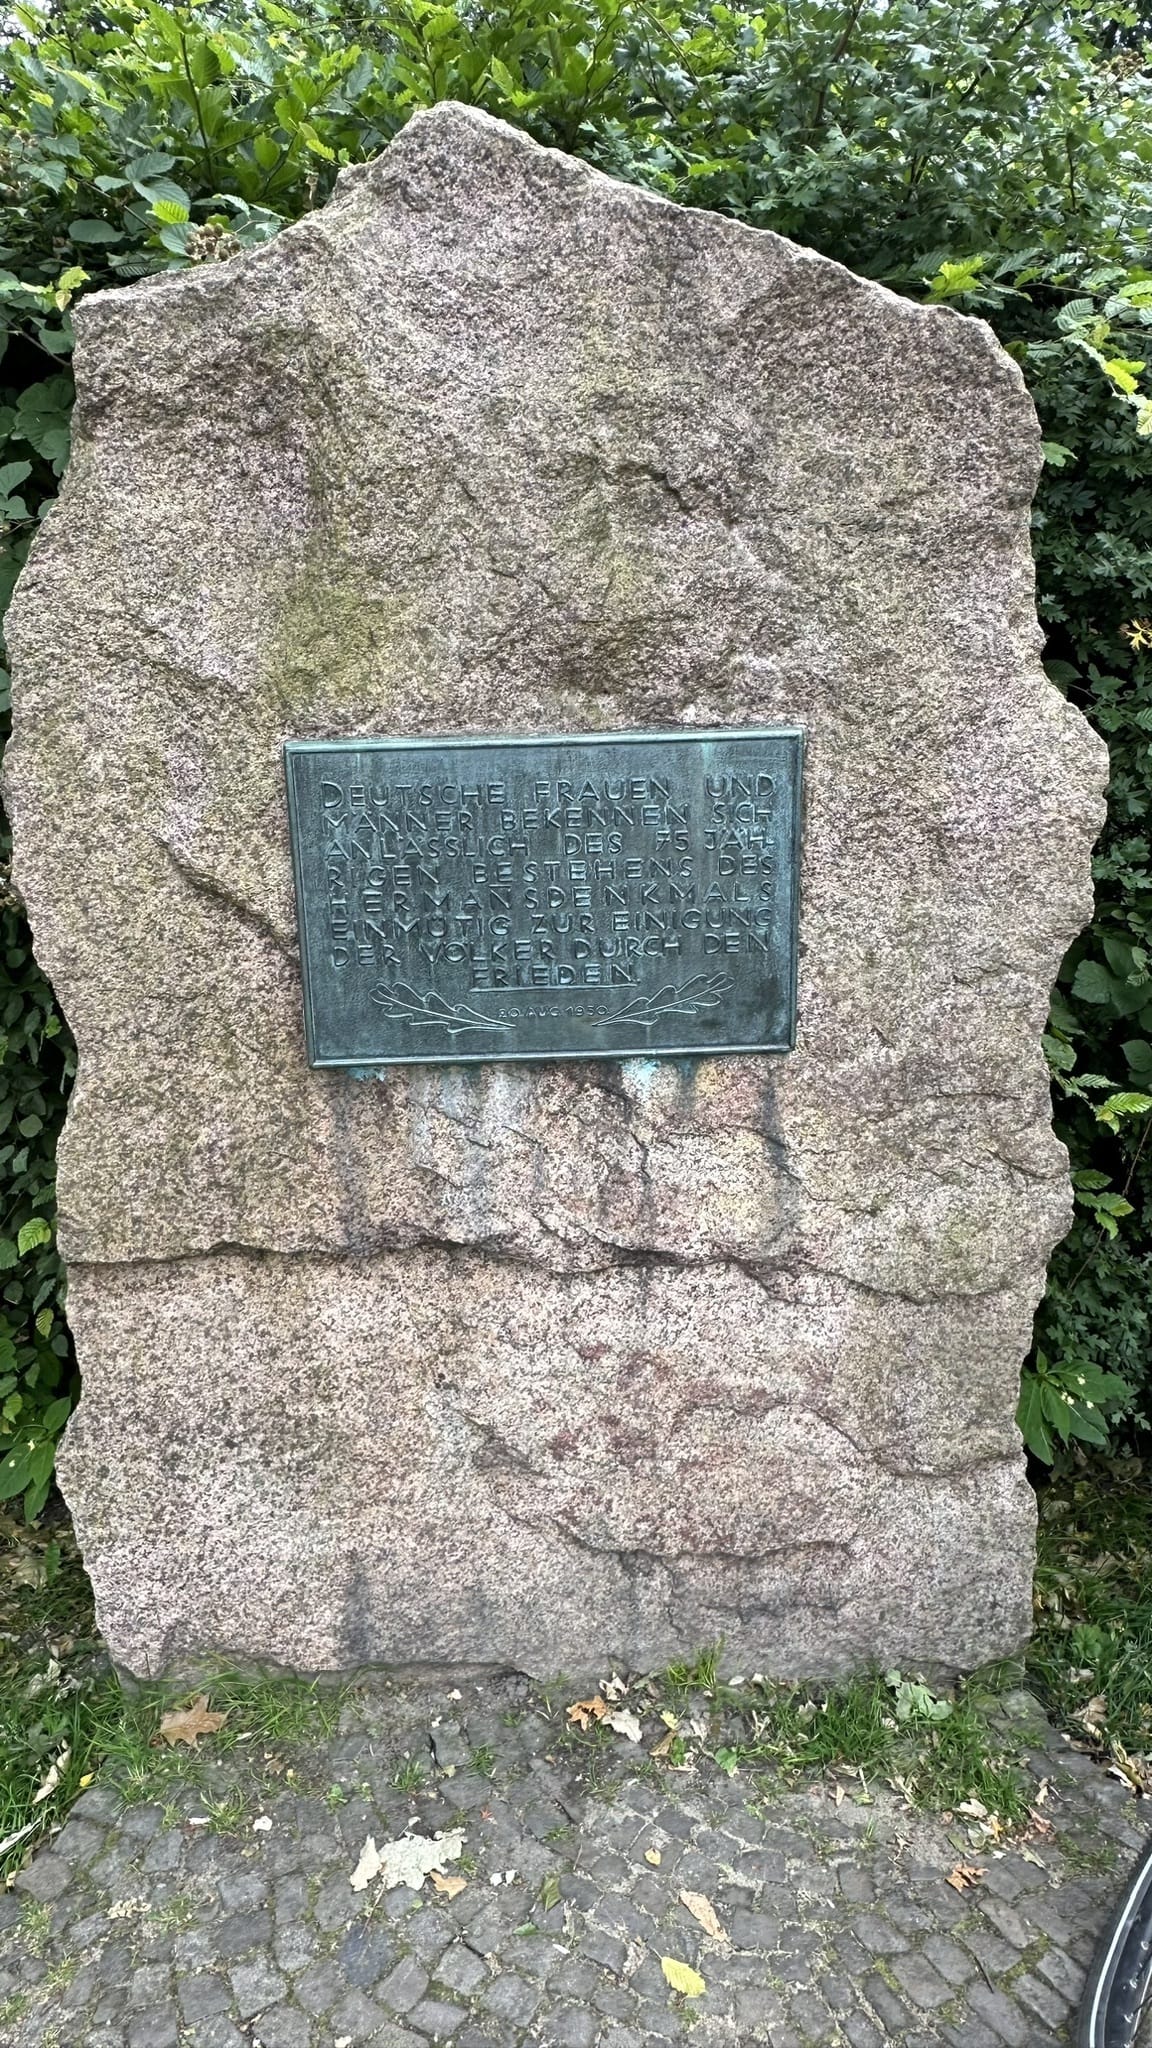 DEUTSCHE FRAUEN UND
MÄNNER BEKENNEN SICH
ANLÄSSLICH DES 75 JÄH-
RIGEN BESTEHENS DES
HERMANSDENKMALS
EINMÜTIG ZUR EINIGUNG
DER VÖLKER DURCH DEN
FRIEDEN.
20. AUG. 1950